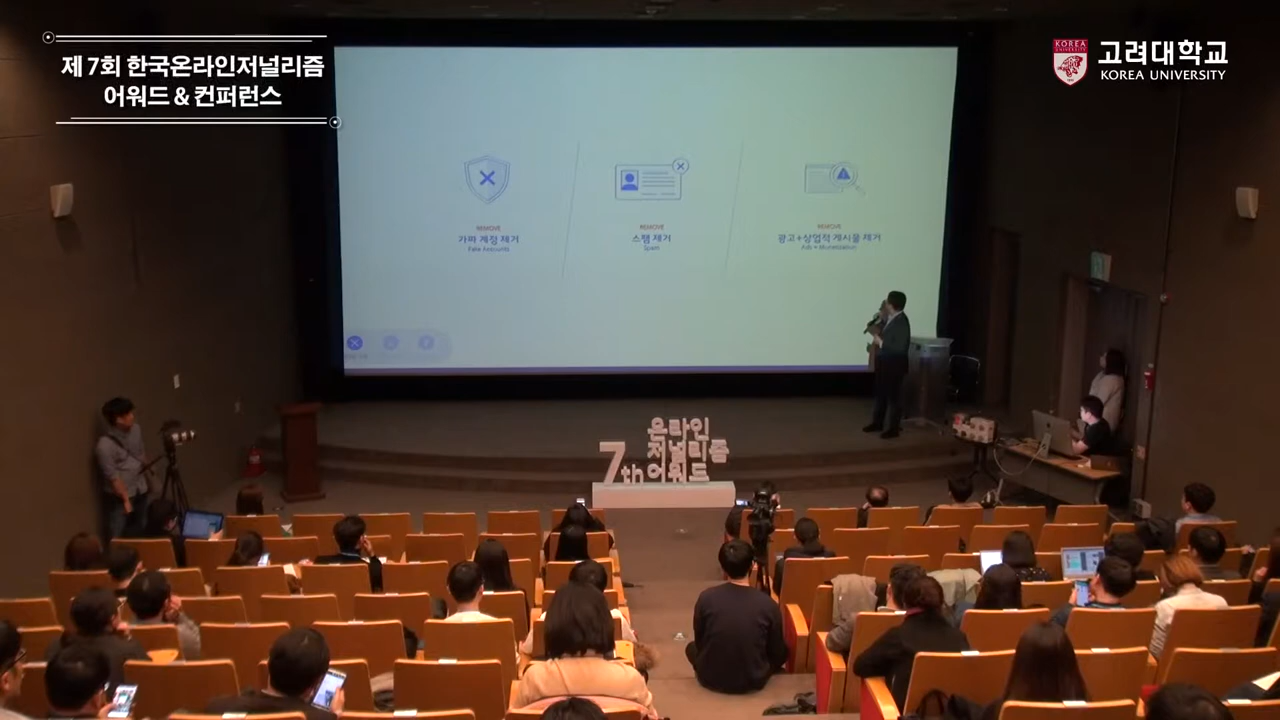 제 7회 한국온라인저널리즘
어워드 & 컨퍼런스
KOREA
고려대학교
KOREA UNIVERSITY
REMOVE
가짜 계정 제거
Fake Accounts
REMOVE
스팸 제거
Spam
REMOVE
광고+상업적 게시물 제거
Ads + Monetization
7th
온라인
저널리즘
어워드